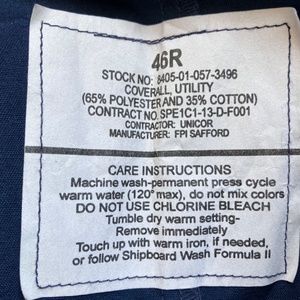 46R
STOCK NO: 8405-01-057-3496
COVERALL, UTILITY
(65% POLYESTER AND 35% COTTON)
CONTRACT NO. SPE1C1-13-D-F001
CONTRACTOR: UNICOR
MANUFACTURER: FPI SAFFORD
CARE INSTRUCTIONS
Machine wash-permanent press cycle
warm water (120° max), do not mix colors
DO NOT USE CHLORINE BLEACH
Tumble dry warm setting-
Remove immediately
Touch up with warm iron, if needed,
or follow Shipboard Wash Formula II